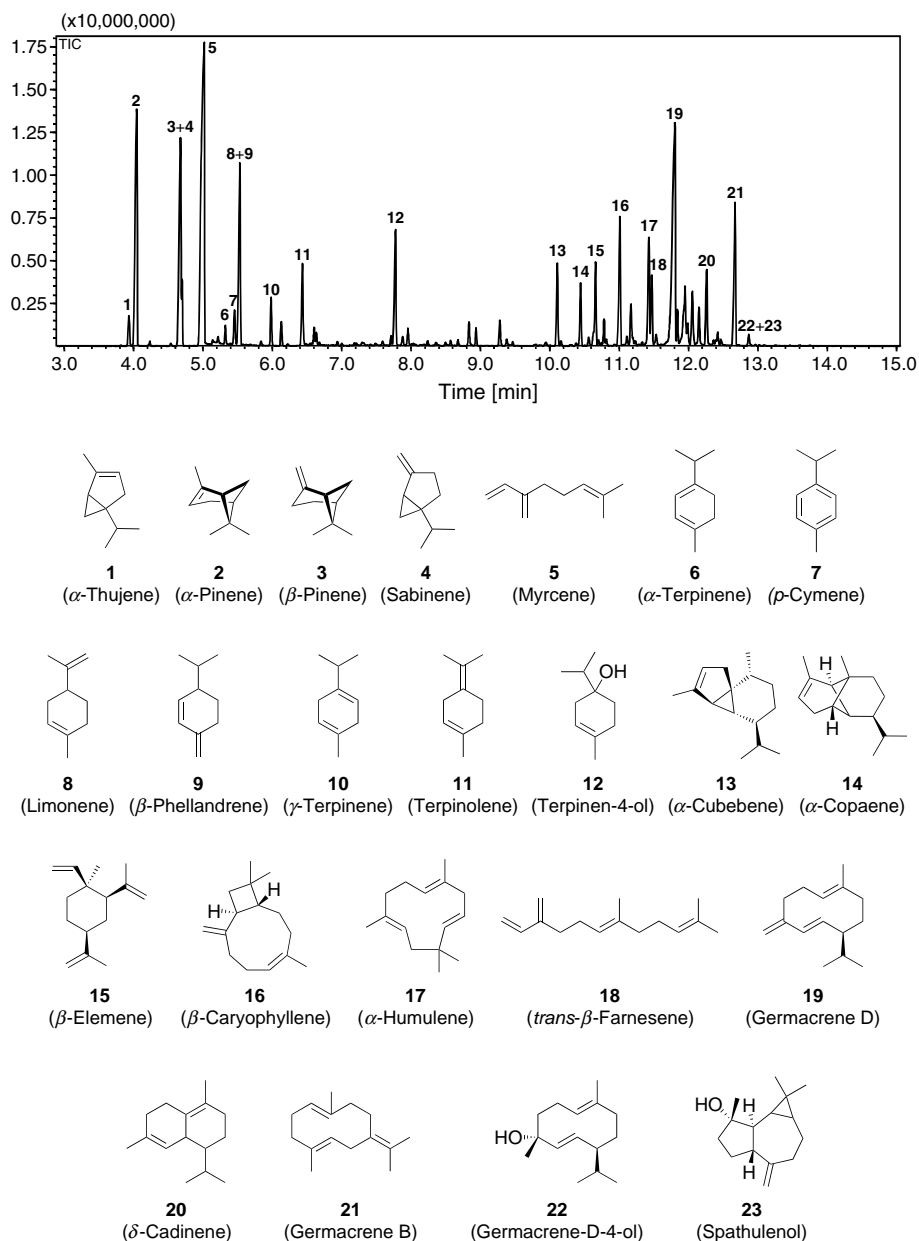 (x10,000,000)
TIC
1.75
1.50
1.25
1.00
0.75
0.50
0.25
1
2
3+4
5
6
7
8+9
10
11
12
13
14
15
16
17
18
19
20
21
22+23
3.0 4.0 5.0 6.0 7.0 8.0 9.0 10.0 11.0 12.0 13.0 14.0 15.0
Time [min]
1 2 3 4 5 6 7
(α-Thujene) (α-Pinene) (β-Pinene) (Sabinene) (Myrcene) (α-Terpinene) (p-Cymene)
OH
H
H
8 9 10 11 12 13 14
(Limonene) (β-Phellandrene) (γ-Terpinene) (Terpinolene) (Terpinen-4-ol) (α-Cubebene) (α-Copaene)
H H
15 16 17 18 19
(β-Elemene) (β-Caryophyllene) (α-Humulene) (trans-β-Farnesene) (Germacrene D)
HO
HO H
H
20 21 22 23
(δ-Cadinene) (Germacrene B) (Germacrene-D-4-ol) (Spathulenol)